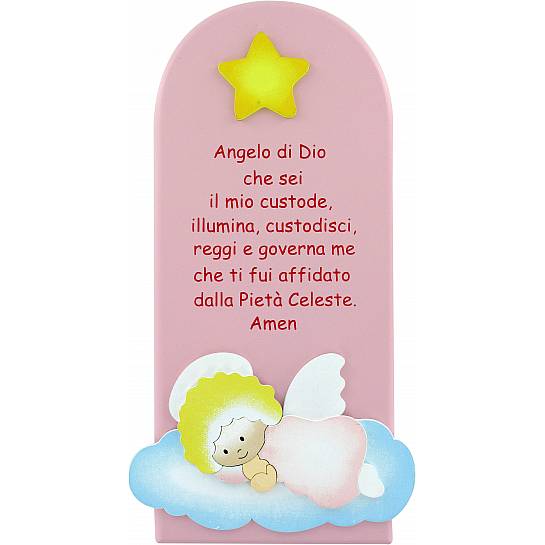 Angelo di Dio
che sei
il mio custode,
illumina, custodisci,
reggi e governa me
che ti fui affidato
dalla Pietà Celeste.
Amen